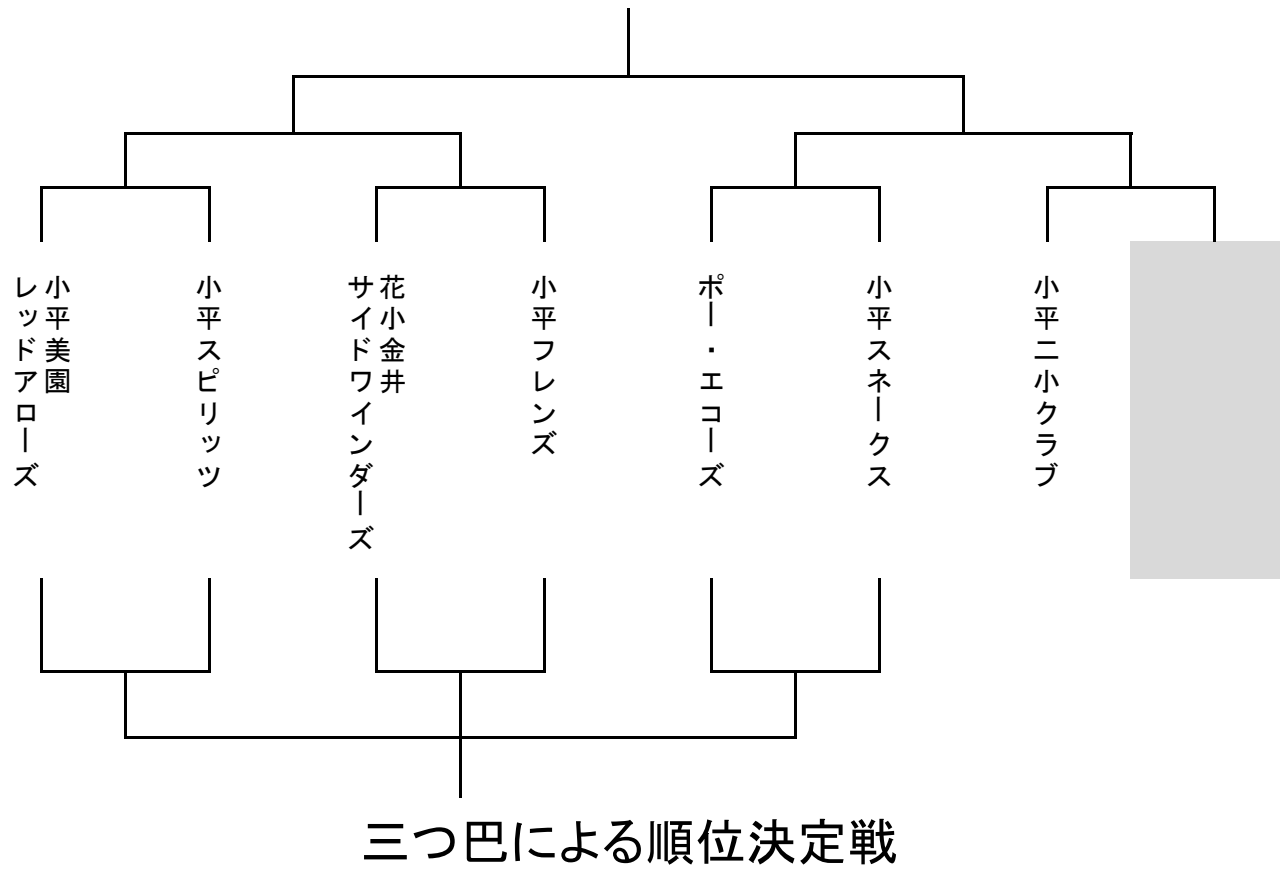 小平美園
レッドアローズ
小平スピリッツ
花小金井
サイドワインダーズ
小平フレンズ
ポー・エコーズ
小平スネークス
小平二小クラブ
三つ巴による順位決定戦